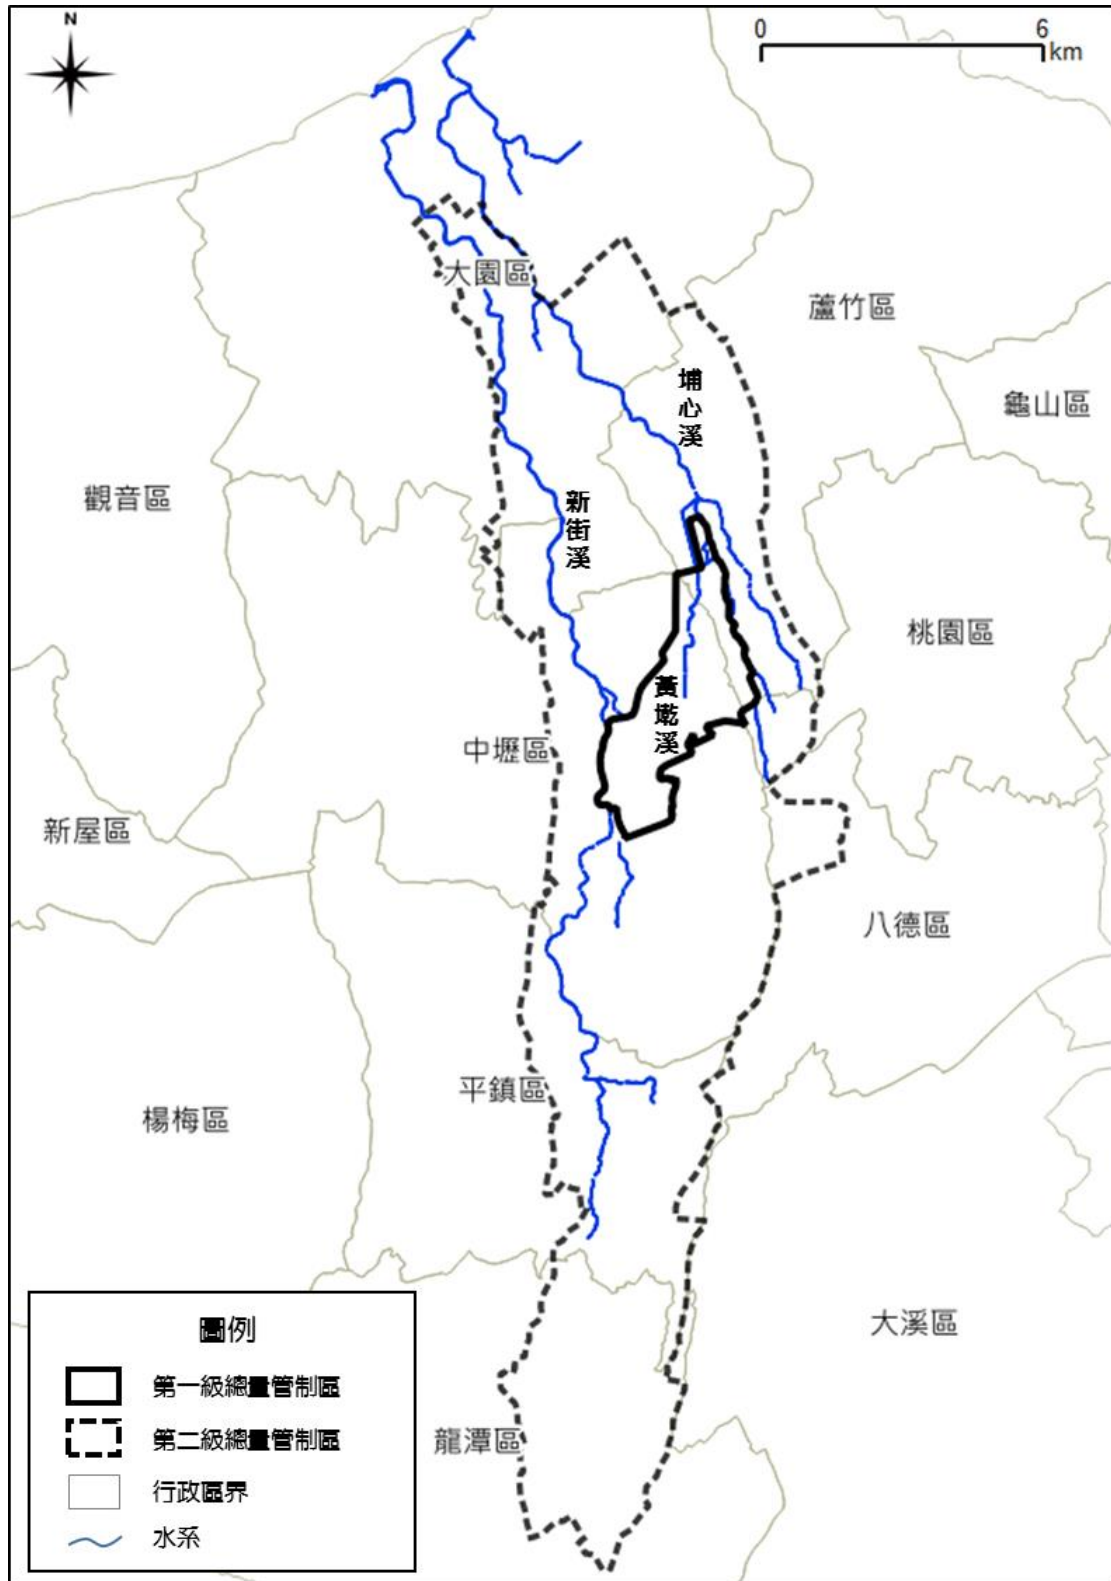 N
0 6
km
大園區
蘆竹區
埔心溪
龜山區
觀音區
新街溪
桃園區
黃墘溪
中壢區
新屋區
八德區
平鎮區
楊梅區
大溪區
圖例
第一級總量管制區
第二級總量管制區
行政區界
水系
龍潭區